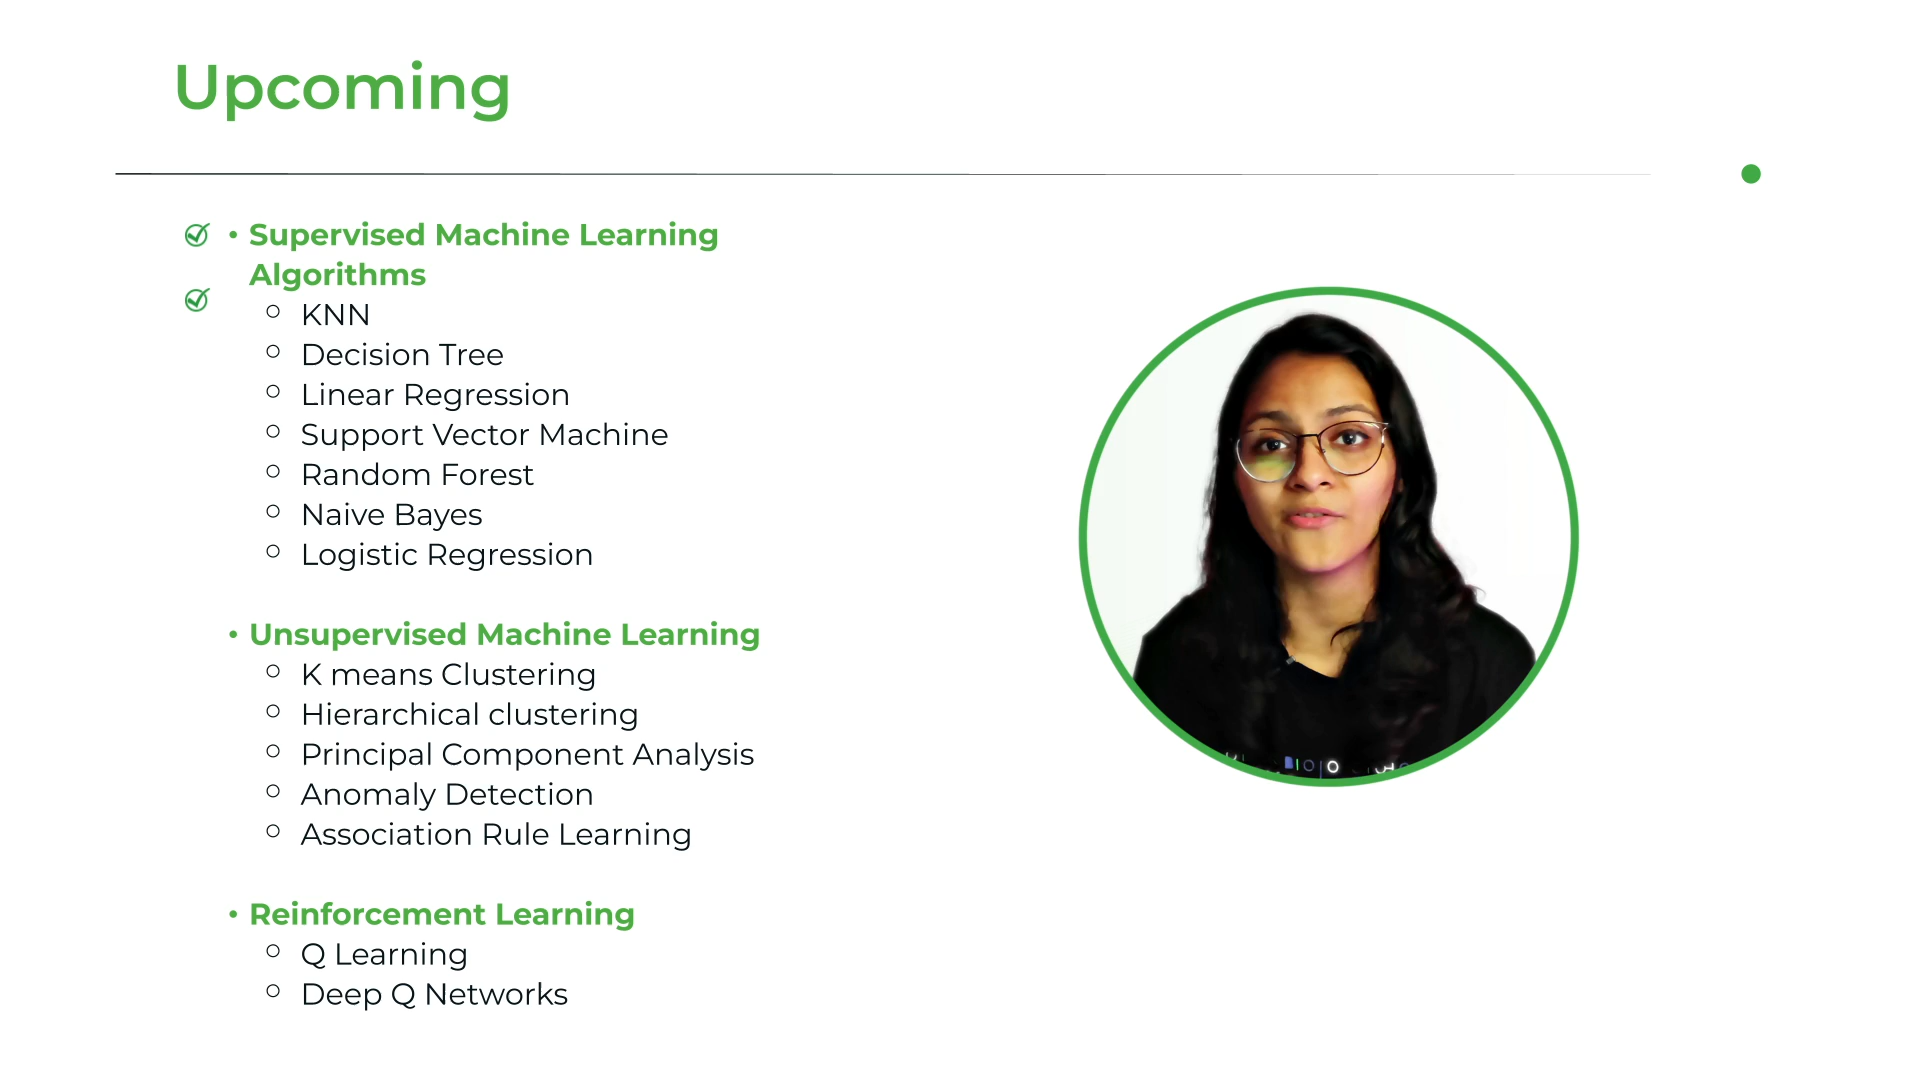 Upcoming
• Supervised Machine Learning
Algorithms
○ KNN
○ Decision Tree
○ Linear Regression
○ Support Vector Machine
○ Random Forest
○ Naive Bayes
○ Logistic Regression
• Unsupervised Machine Learning
○ K means Clustering
○ Hierarchical clustering
○ Principal Component Analysis
○ Anomaly Detection
○ Association Rule Learning
• Reinforcement Learning
○ Q Learning
○ Deep Q Networks